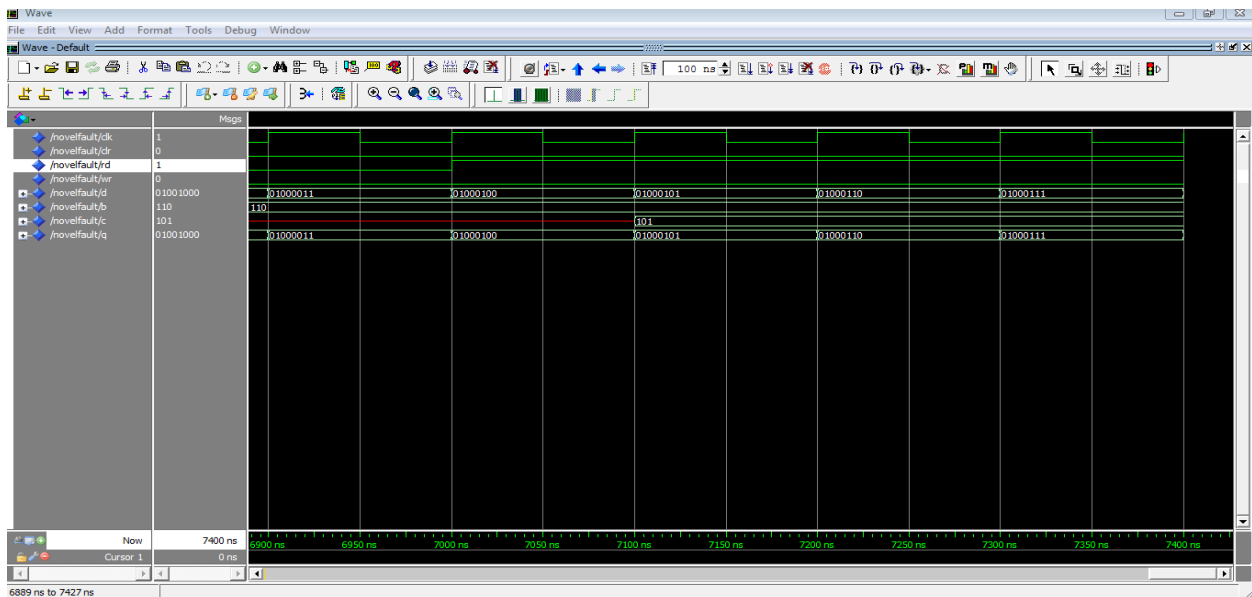 Wave
File Edit View Add Format Tools Debug Window
Wave - Default
100 ns
Msgs
/novelfault/clk 1
/novelfault/clr 0
/novelfault/rd 1
/novelfault/wr 0
/novelfault/d 01001000 01000011 01000100 01000101 01000110 01000111
/novelfault/b 110 110
/novelfault/c 101 101
/novelfault/q 01001000 01000011 01000100 01000101 01000110 01000111
Now 7400 ns 6900 ns 6950 ns 7000 ns 7050 ns 7100 ns 7150 ns 7200 ns 7250 ns 7300 ns 7350 ns 7400 ns
Cursor 1 0 ns
6889 ns to 7427 ns